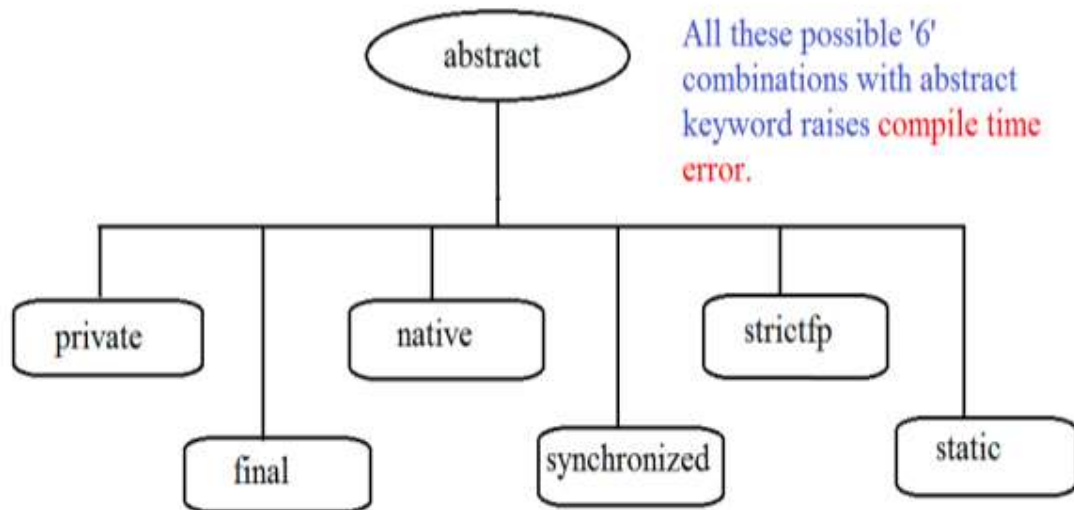 abstract
All these possible '6'
combinations with abstract
keyword raises compile time
error.
private
native
strictfp
final
synchronized
static